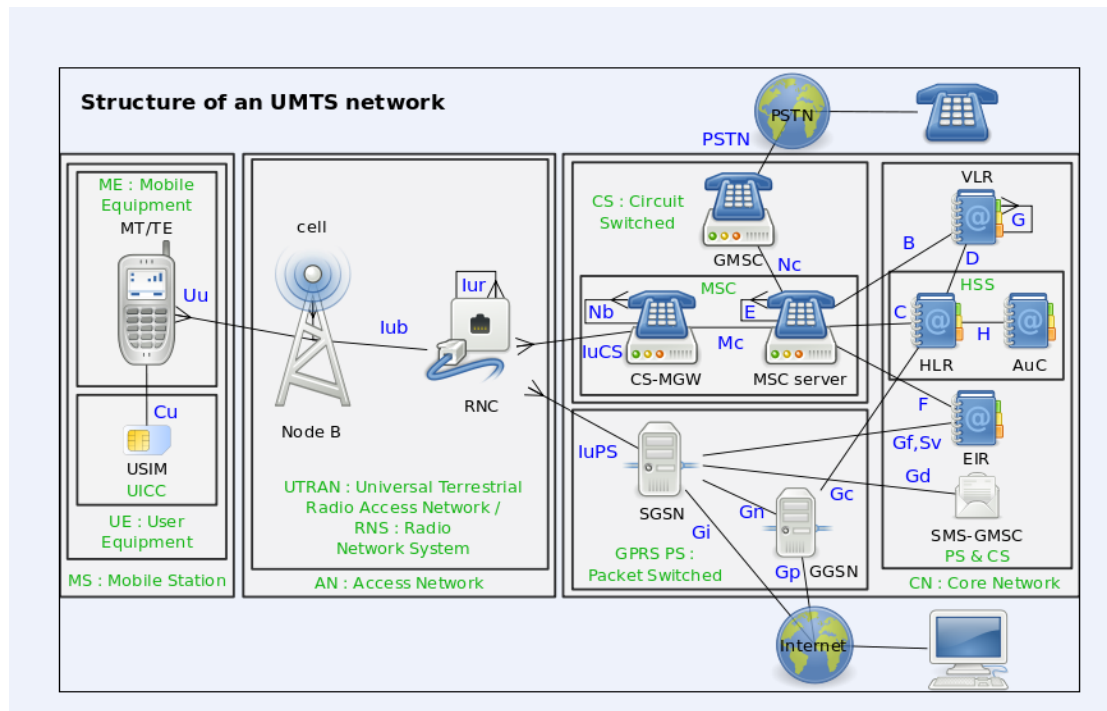 Structure of an UMTS network
PSTN
PSTN
ME : Mobile
Equipment
MT/TE
Uu
Cu
USIM
UICC
UE : User
Equipment
MS : Mobile Station
cell
Iub
Iur
RNC
Node B
UTRAN : Universal Terrestrial
Radio Access Network /
RNS : Radio
Network System
AN : Access Network
CS : Circuit
Switched
GMSC
Nc
MSC
Nb
E
IuCS
Mc
CS-MGW
MSC server
VLR
G
B
D
HSS
C
H
HLR
AuC
F
Gf,Sv
EIR
IuPS
Gd
SGSN
Gn
Gc
Gi
SMS-GMSC
PS & CS
GPRS PS :
Packet Switched
Gp
GGSN
CN : Core Network
Internet